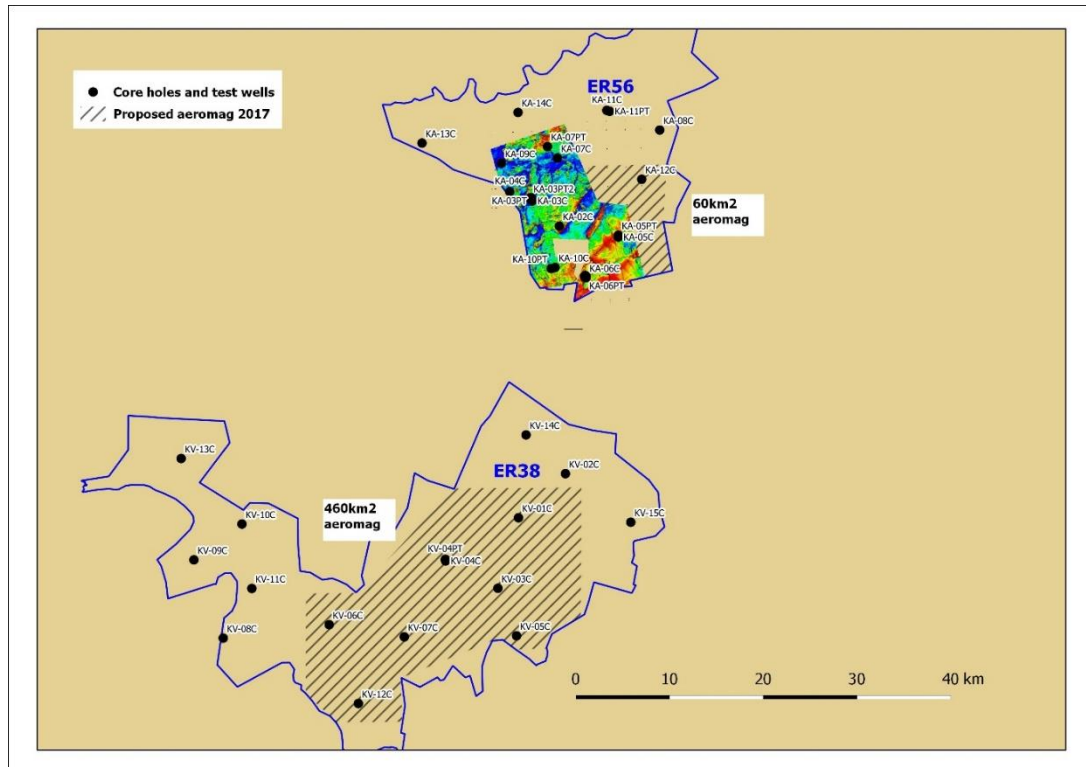 ER56
Core holes and test wells
Proposed aeromag 2017
KA-14C
KA-11C
KA-11PT
KA-08C
KA-13C
KA-07PT
KA-07C
KA-09C
KA-12C
KA-04C
KA-03PT2
KA-03PT
KA-03C
60km2
aeromag
KA-02C
KA-05PT
KA-05C
KA-10PT
KA-10C
KA-06C
KA-06PT
KV-14C
KV-13C
ER38
KV-02C
460km2
aeromag
KV-01C
KV-15C
KV-10C
KV-04PT
KV-04C
KV-09C
KV-11C
KV-03C
KV-06C
KV-07C
KV-05C
KV-08C
KV-12C
0 10 20 30 40 km